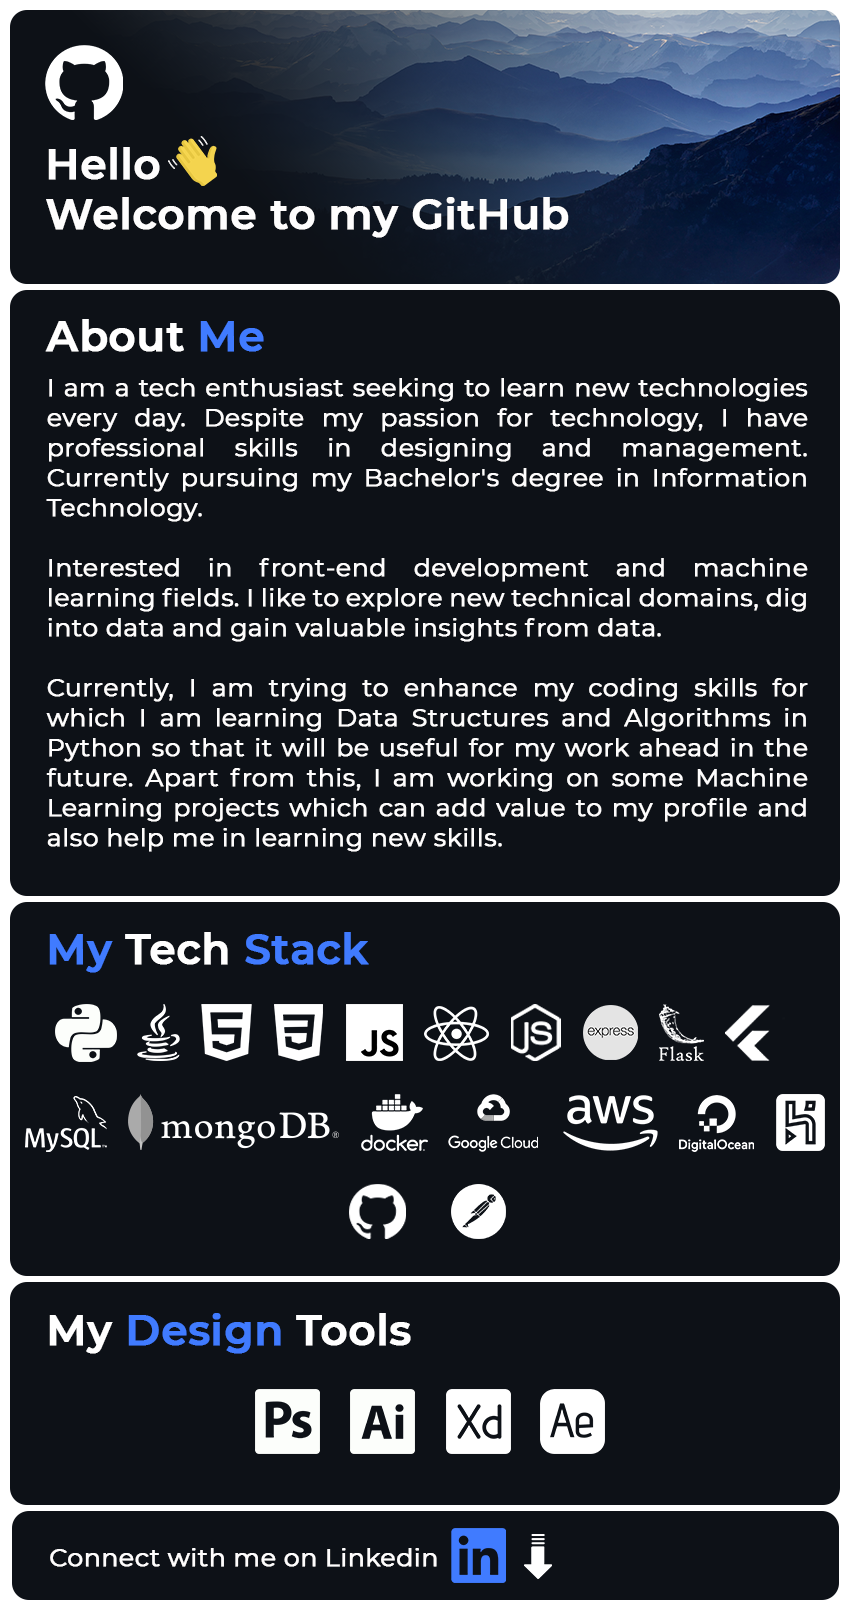 Hello
Welcome to my GitHub
About Me
I am a tech enthusiast seeking to learn new technologies
every day. Despite my passion for technology, I have
professional skills in designing and management.
Currently pursuing my Bachelor's degree in Information
Technology.
Interested in front-end development and machine
learning fields. I like to explore new technical domains, dig
into data and gain valuable insights from data.
Currently, I am trying to enhance my coding skills for
which I am learning Data Structures and Algorithms in
Python so that it will be useful for my work ahead in the
future. Apart from this, I am working on some Machine
Learning projects which can add value to my profile and
also help me in learning new skills.
My Tech Stack
5 3 JS JS express Flask
MySQL™ mongoDB® docker Google Cloud aws DigitalOcean
My Design Tools
Ps Ai Xd Ae
Connect with me on Linkedin in